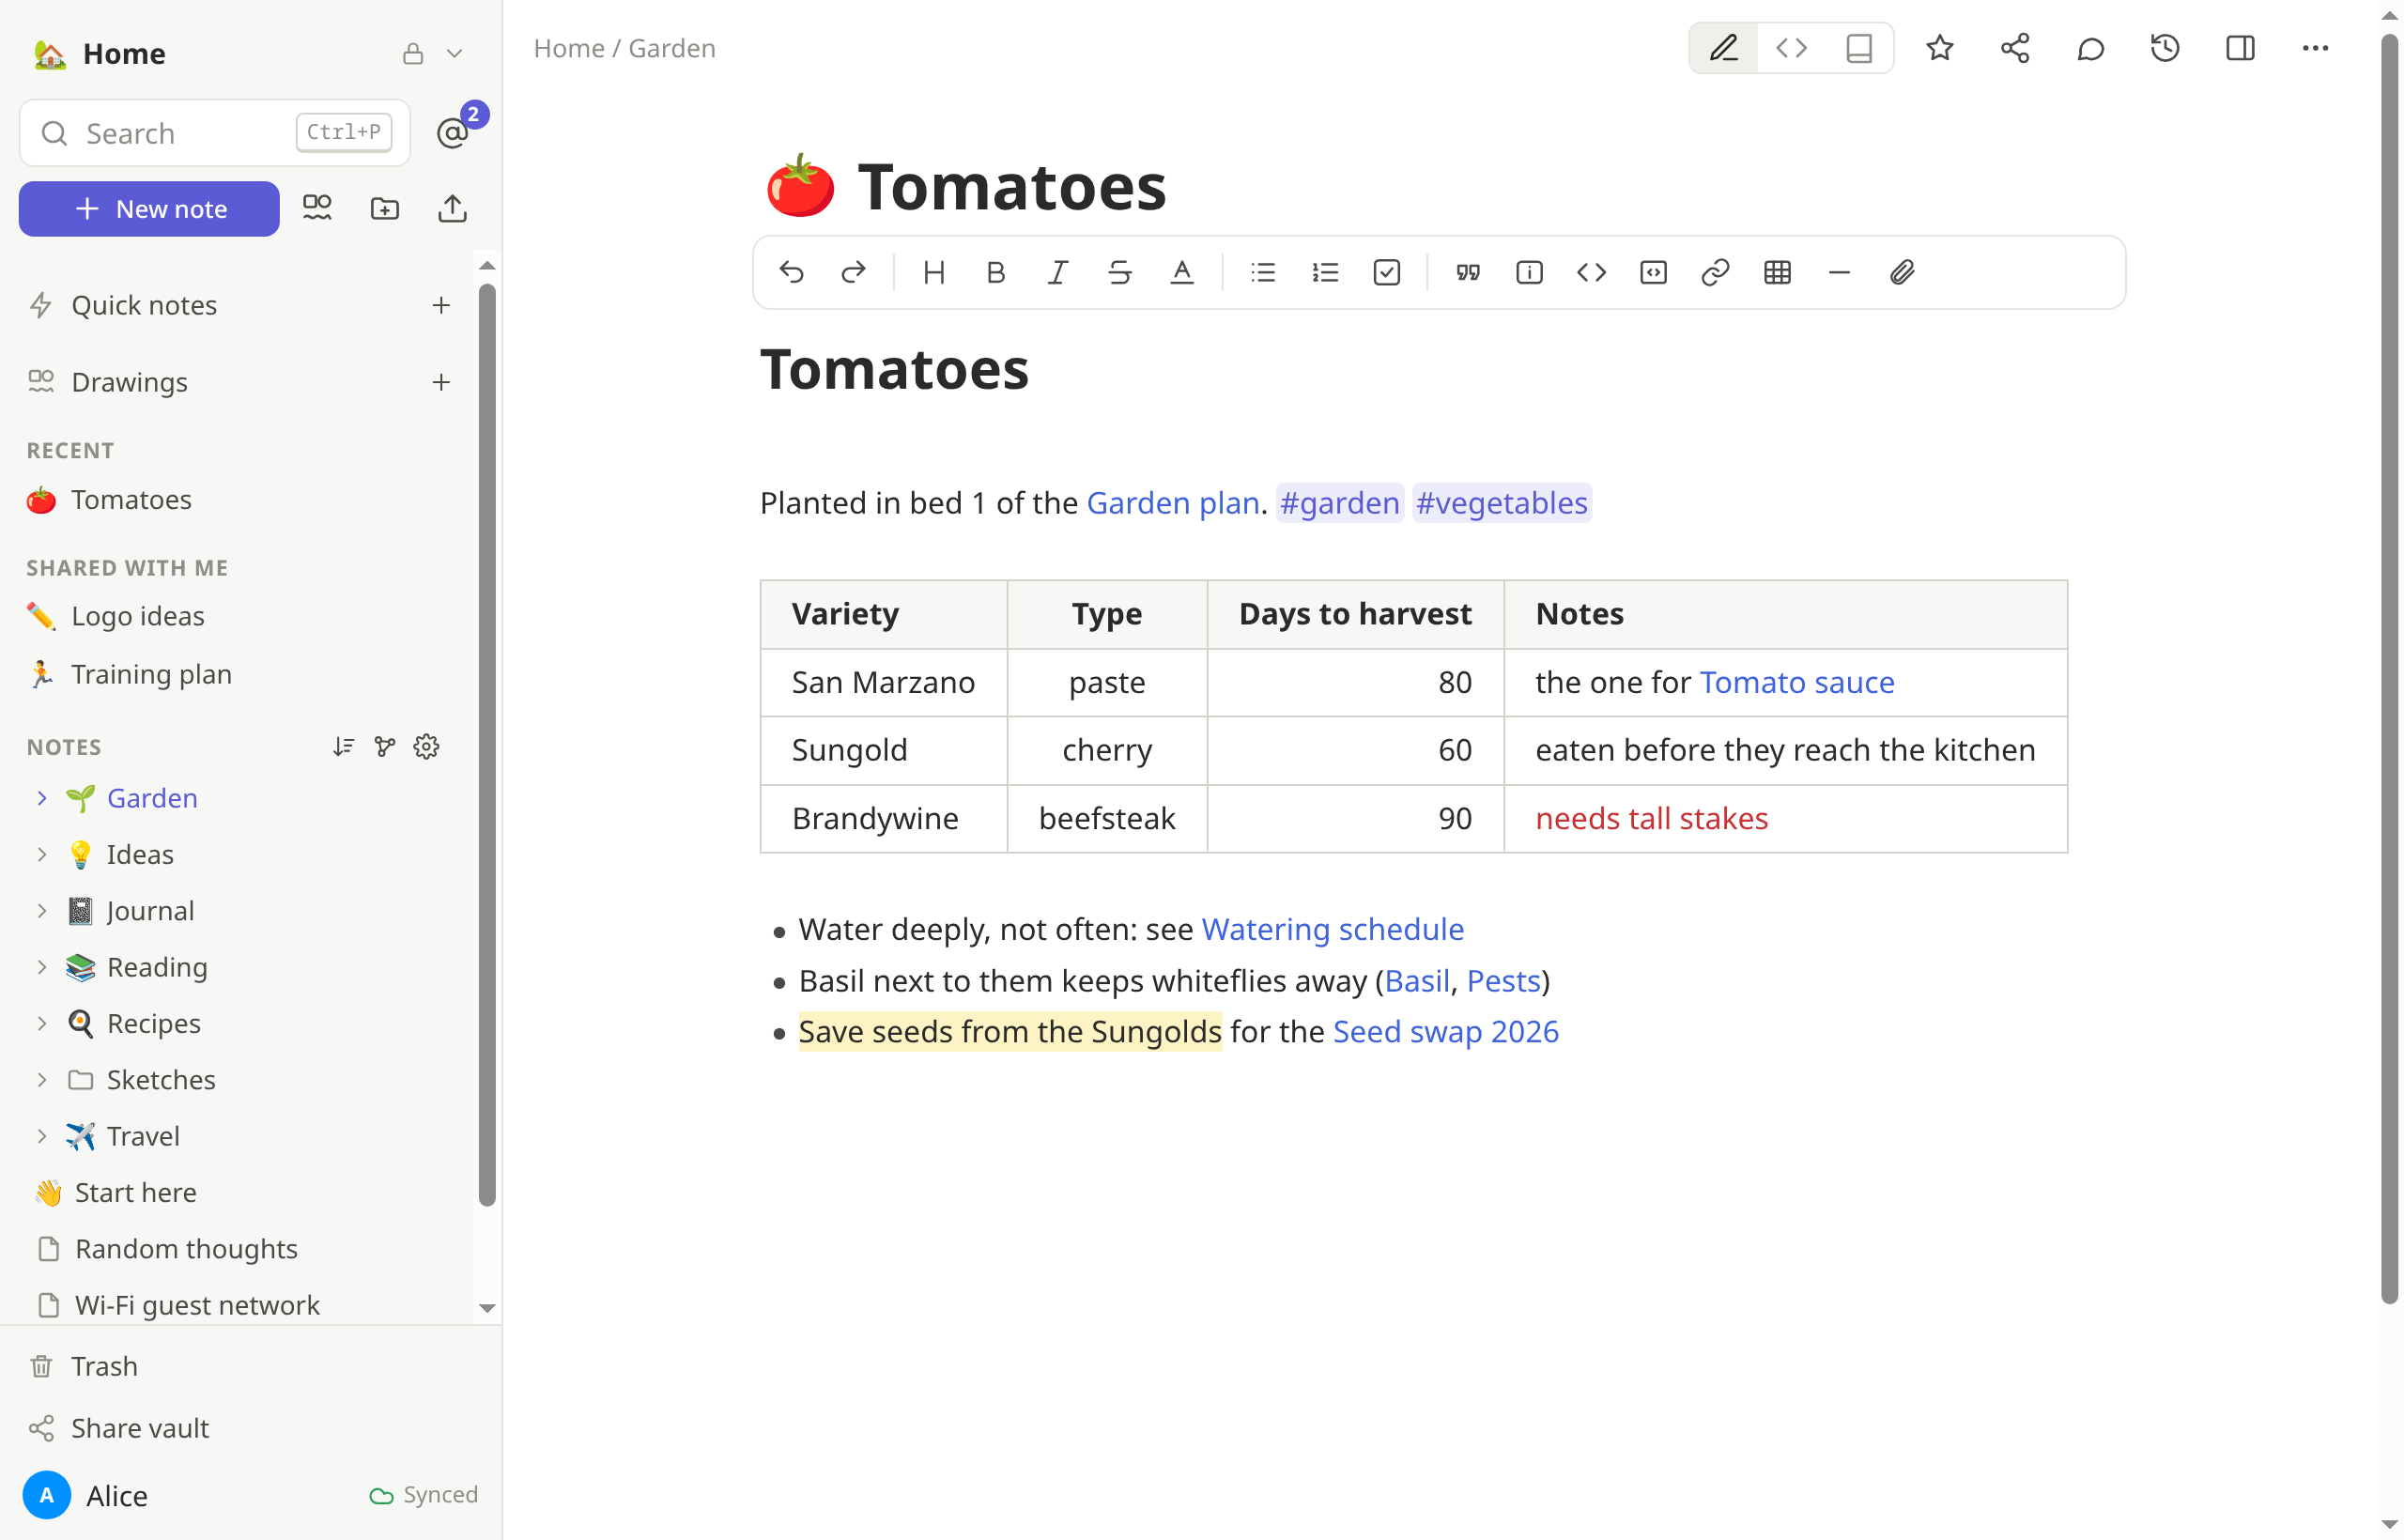 Home
Search Ctrl+P
@ 2
New note
Quick notes
Drawings
RECENT
Tomatoes
SHARED WITH ME
Logo ideas
Training plan
NOTES
Garden
Ideas
Journal
Reading
Recipes
Sketches
Travel
Start here
Random thoughts
Wi-Fi guest network
Trash
Share vault
A Alice Synced
Home / Garden
Tomatoes
H B I S A
Tomatoes
Planted in bed 1 of the Garden plan. #garden #vegetables
Variety Type Days to harvest Notes
San Marzano paste 80 the one for Tomato sauce
Sungold cherry 60 eaten before they reach the kitchen
Brandywine beefsteak 90 needs tall stakes
Water deeply, not often: see Watering schedule
Basil next to them keeps whiteflies away (Basil, Pests)
Save seeds from the Sungolds for the Seed swap 2026